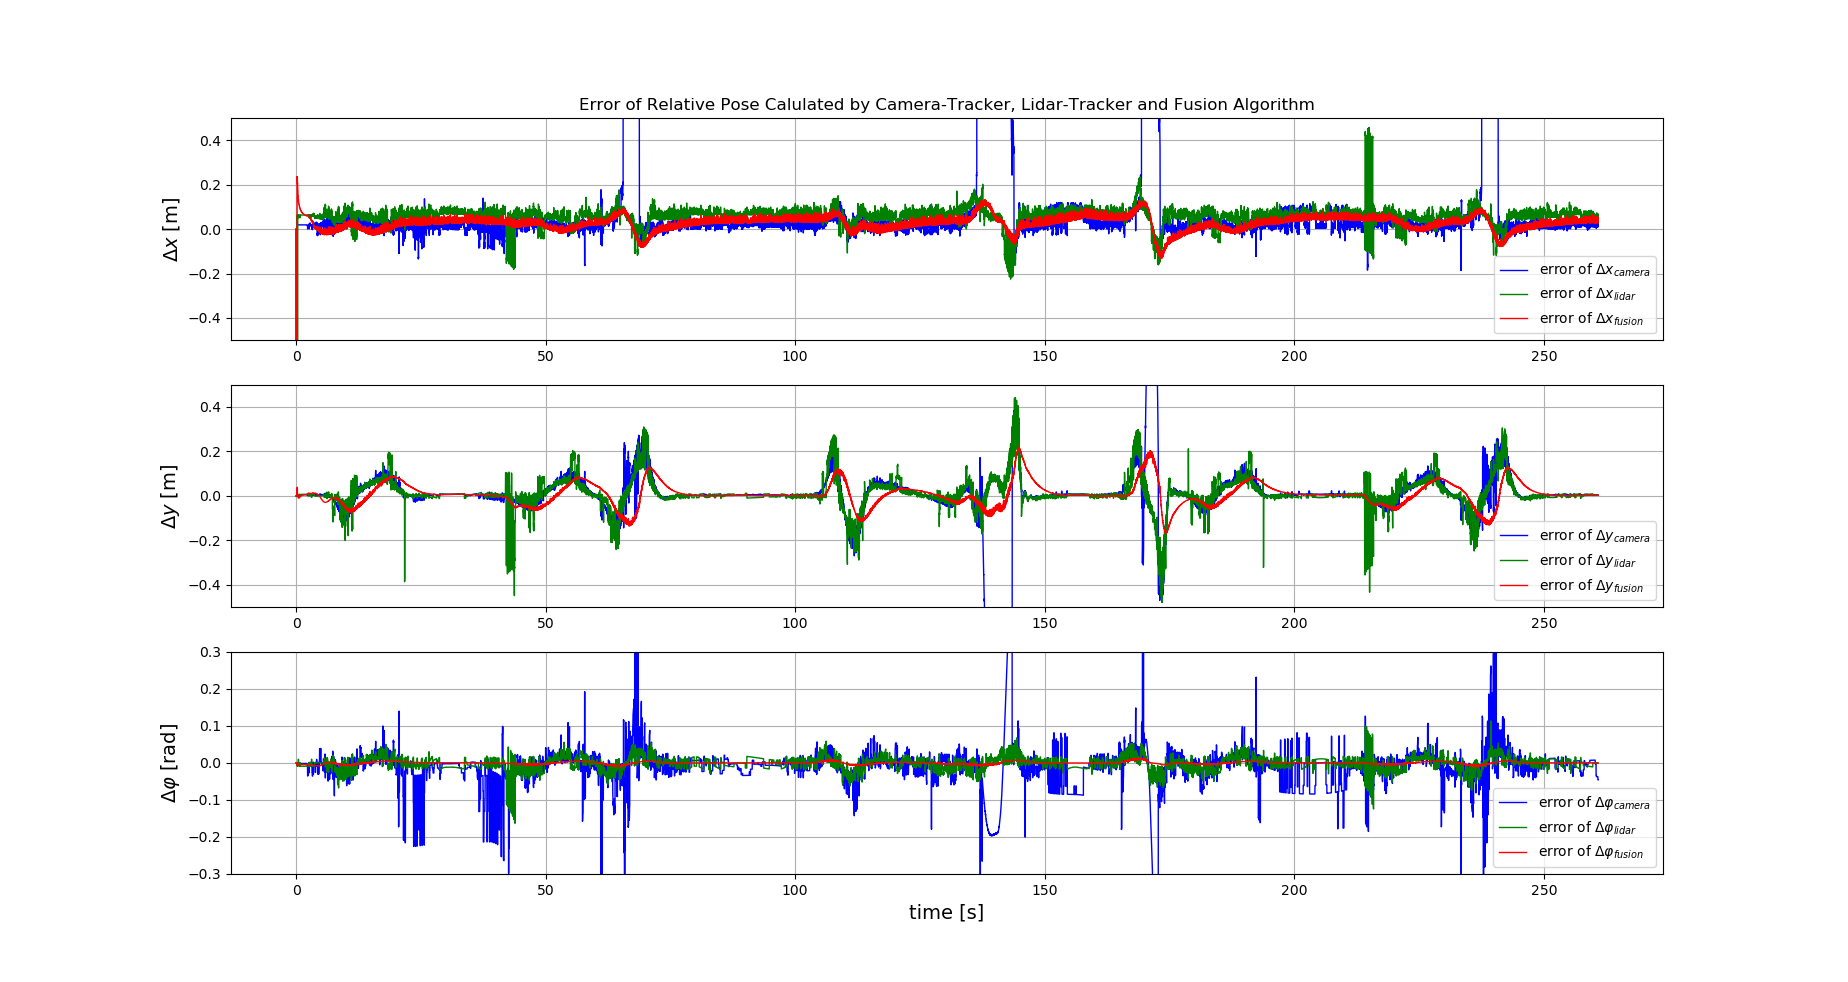 Error of Relative Pose Calulated by Camera-Tracker, Lidar-Tracker and Fusion Algorithm
Δx [m]
0.4
0.2
0.0
−0.2
−0.4
error of Δx_camera
error of Δx_lidar
error of Δx_fusion
0 50 100 150 200 250
Δy [m]
0.4
0.2
0.0
−0.2
−0.4
error of Δy_camera
error of Δy_lidar
error of Δy_fusion
0 50 100 150 200 250
Δφ [rad]
0.3
0.2
0.1
0.0
−0.1
−0.2
−0.3
error of Δφ_camera
error of Δφ_lidar
error of Δφ_fusion
0 50 100 150 200 250
time [s]